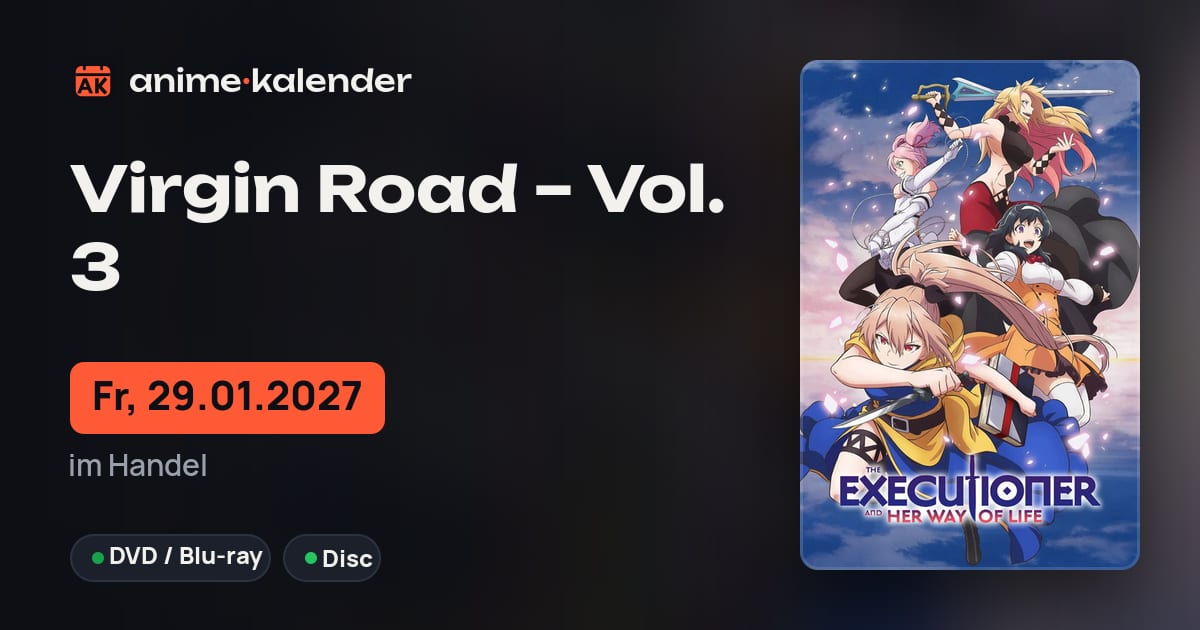 AK
anime·kalender
Virgin Road – Vol.
3
Fr, 29.01.2027
im Handel
DVD / Blu-ray
Disc
THE
EXECUTIONER
AND HER WAY OF LIFE